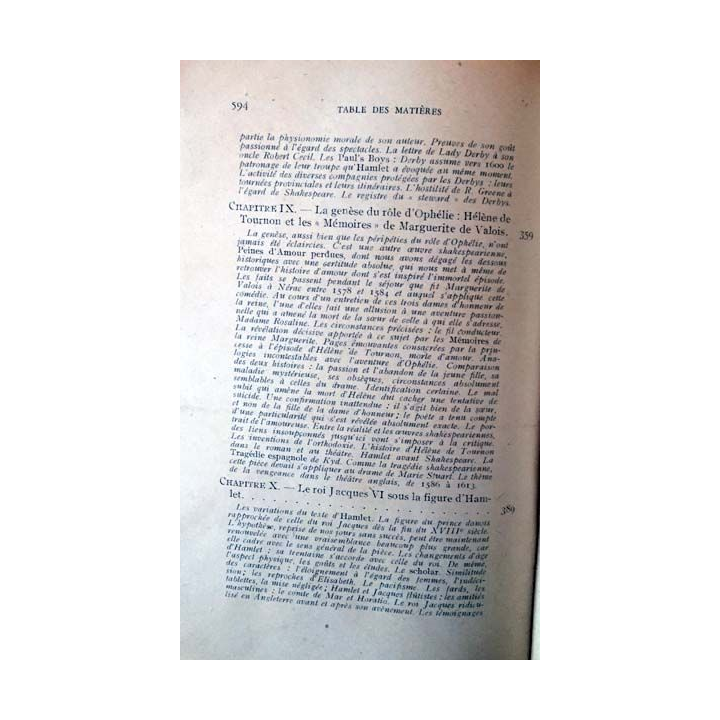 594
TABLE DES MATIÈRES
partie la physionomie morale de son auteur. Preuves de son goût
passionné à l'égard des spectacles. La lettre de Lady Derby à son
oncle Robert Cecil. Les Paul's Boys : Derby assume vers 1600 le
patronage de leur troupe qu'Hamlet a évoquée au même moment.
L'activité des diverses compagnies protégées par les Derbys : leurs
tournées provinciales et leurs itinéraires. L'hostilité de R. Greene à
l'égard de Shakespeare. Le registre du « steward » des Derby.
CHAPITRE IX. — La genèse du rôle d'Ophélie : Hélène de
Tournon et les « Mémoires » de Marguerite de Valois. 359
La genèse, aussi bien que les péripéties du rôle d'Ophélie, n'ont
jamais été éclaircies. C'est une autre œuvre shakespearienne,
Peines d'Amour perdues, dont nous avons dégagé les dessous
historiques avec une certitude absolue, qui nous met à même de
retrouver l'histoire d'amour dont s'est inspiré l'immortel épisode.
Les faits se passent pendant le séjour que fit Marguerite de
Valois à Nérac entre 1578 et 1584 et auquel s'applique cette
comédie. Au cours d'un entretien de ces trois dames d'honneur de
la reine, l'une d'elles fait une allusion à une aventure passion-
nelle qui a amené la mort de la sœur de celle à qui elle s'adresse,
Madame Rosaline. Les circonstances précisées : le fil conducteur.
La révélation décisive apportée à ce sujet par les Mémoires de
la reine Marguerite. Pages émouvantes consacrées par la prin-
cesse à l'épisode d'Hélène de Tournon, morte d'amour. Ana-
logies incontestables avec l'aventure d'Ophélie. Comparaison
des deux histoires : la passion et l'abandon de la jeune fille, sa
maladie mystérieuse, ses obsèques, circonstances absolument
semblables à celles du drame. Identification certaine. Le mal
subit qui amène la mort d'Hélène dut cacher une tentative de
suicide. Une confirmation inattendue : il s'agit bien de la sœur,
et non de la fille de la dame d'honneur ; le poète a tenu compte
d'une particularité qui s'est révélée absolument exacte. Le por-
trait de l'amoureuse. Entre la réalité et les œuvres shakespeariennes,
des liens insoupçonnés jusqu'ici vont s'imposer à la critique.
Les inventions de l'orthodoxie. L'histoire d'Hélène de Tournon
dans le roman et au théâtre. Hamlet avant Shakespeare. La
Tragédie espagnole de Kyd. Comme la tragédie shakespearienne,
cette pièce devait s'appliquer au drame de Marie Stuart. Le thème
de la vengeance dans le théâtre anglais, de 1586 à 1613.
CHAPITRE X. — Le roi Jacques VI sous la figure d'Ham-
let. . . . . . . . . . . . . . . . . . . . . . . . . . 389
Les variations du texte d'Hamlet. La figure du prince danois
rapprochée de celle du roi Jacques dès la fin du XVIIIe siècle.
L'hypothèse, reprise de nos jours sans succès, peut être maintenant
renouvelée avec une vraisemblance beaucoup plus grande, car
elle cadre avec le sens général de la pièce. Les changements d'âge
d'Hamlet : sa trentaine s'accorde avec celle du roi. De même,
l'aspect physique, les goûts et les études. Le scholar. Similitude
des caractères : l'éloignement à l'égard des femmes, l'indéci-
sion ; les reproches d'Elisabeth. Le pacifisme. Les fards, les
tablettes, la mise négligée ; Hamlet et Jacques flûtistes ; les amitiés
masculines : le comte de Mar et Horatio. Le roi Jacques ridicu-
lisé en Angleterre avant et après son avènement. Les témoignages